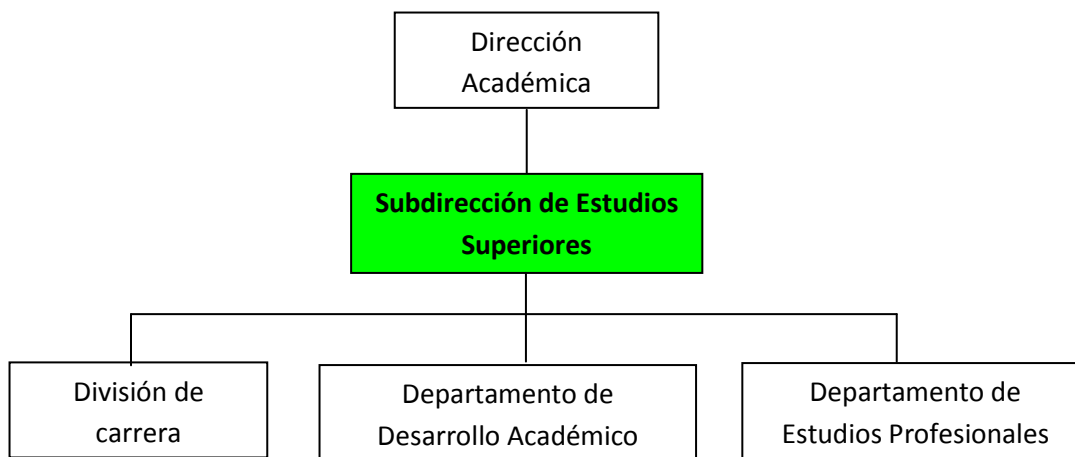 Dirección
Académica
Subdirección de Estudios
Superiores
División de
carrera
Departamento de
Desarrollo Académico
Departamento de
Estudios Profesionales